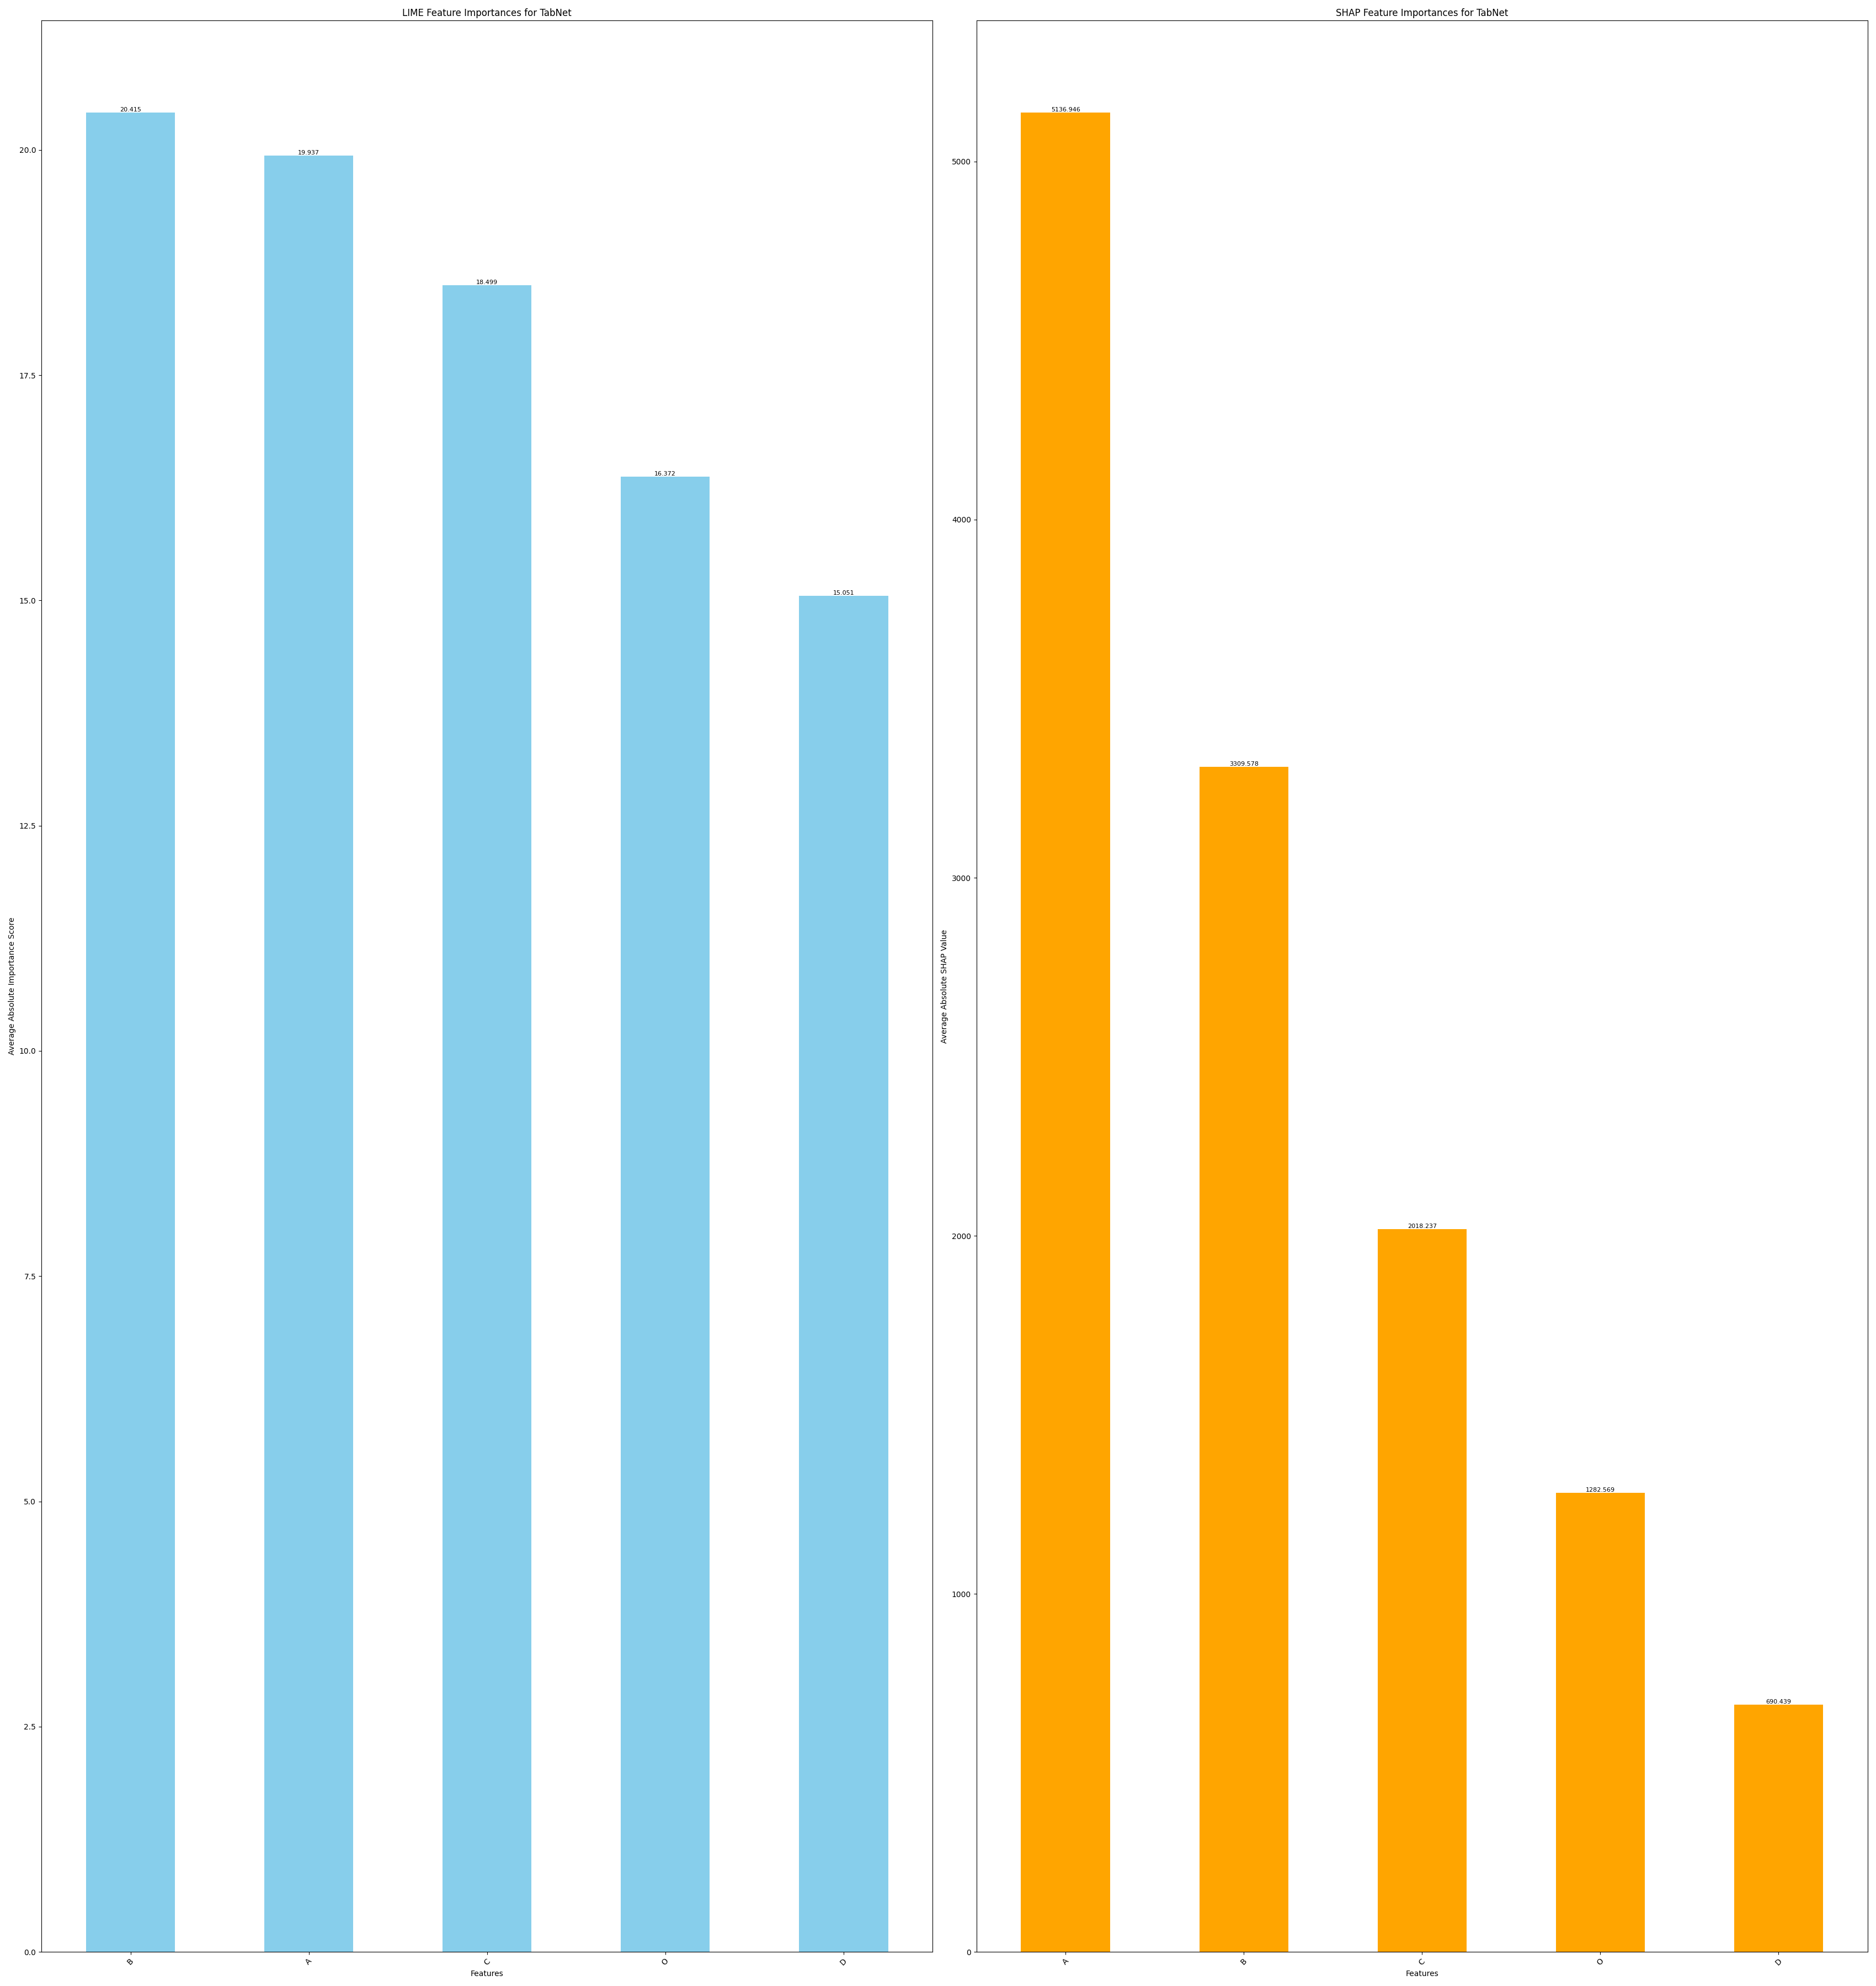 LIME Feature Importances for TabNet
Average Absolute Importance Score
20.0
17.5
15.0
12.5
10.0
7.5
5.0
2.5
0.0
20.415
19.937
18.499
16.372
15.051
B
A
C
O
D
Features
SHAP Feature Importances for TabNet
Average Absolute SHAP Value
5000
4000
3000
2000
1000
0
5136.946
3309.578
2018.237
1282.569
690.439
A
B
C
O
D
Features